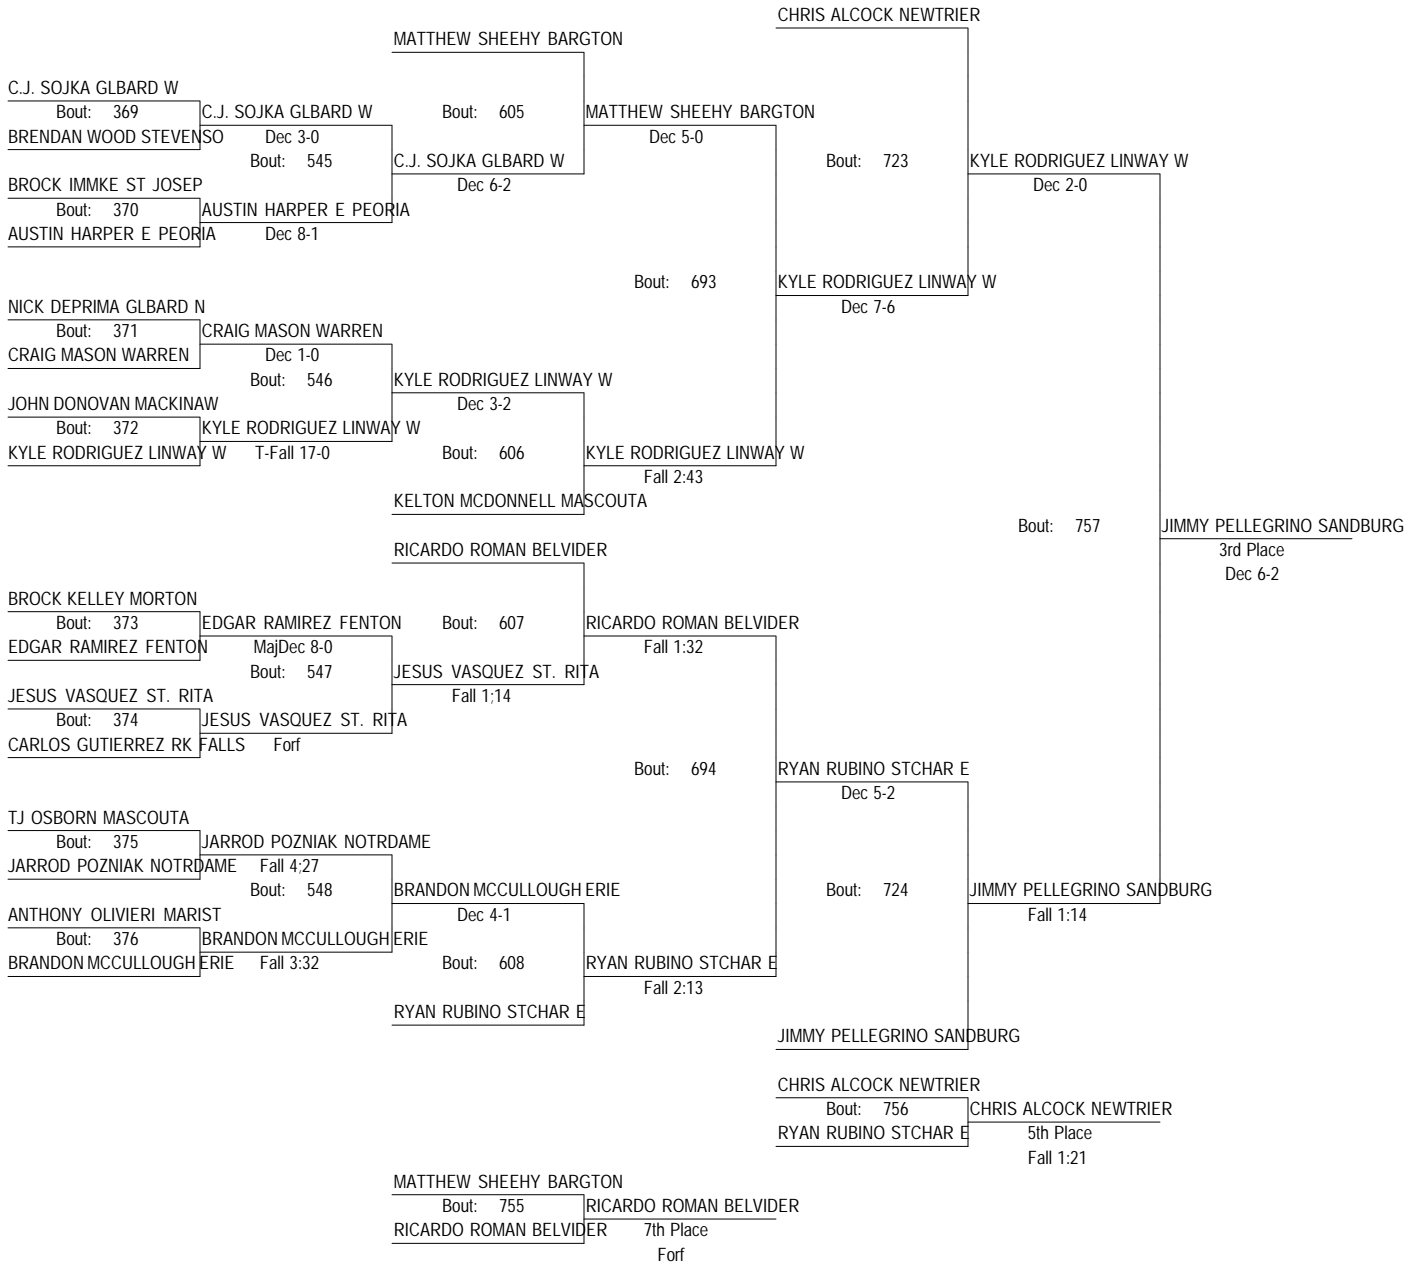 CHRIS ALCOCK NEWTRIER
MATTHEW SHEEHY BARGTON
C.J. SOJKA GLBARD W
Bout: 369 C.J. SOJKA GLBARD W Bout: 605 MATTHEW SHEEHY BARGTON
BRENDAN WOOD STEVENSO Dec 3-0 Dec 5-0
Bout: 545 C.J. SOJKA GLBARD W Bout: 723 KYLE RODRIGUEZ LINWAY W
BROCK IMMKE ST JOSEP Dec 6-2 Dec 2-0
Bout: 370 AUSTIN HARPER E PEORIA
AUSTIN HARPER E PEORIA Dec 8-1
Bout: 693 KYLE RODRIGUEZ LINWAY W
NICK DEPRIMA GLBARD N Dec 7-6
Bout: 371 CRAIG MASON WARREN
CRAIG MASON WARREN Dec 1-0
Bout: 546 KYLE RODRIGUEZ LINWAY W
JOHN DONOVAN MACKINAW Dec 3-2
Bout: 372 KYLE RODRIGUEZ LINWAY W
KYLE RODRIGUEZ LINWAY W T-Fall 17-0 Bout: 606 KYLE RODRIGUEZ LINWAY W
Fall 2:43
KELTON MCDONNELL MASCOUTA
Bout: 757 JIMMY PELLEGRINO SANDBURG
RICARDO ROMAN BELVIDER 3rd Place
Dec 6-2
BROCK KELLEY MORTON
Bout: 373 EDGAR RAMIREZ FENTON Bout: 607 RICARDO ROMAN BELVIDER
EDGAR RAMIREZ FENTON MajDec 8-0 Fall 1:32
Bout: 547 JESUS VASQUEZ ST. RITA
JESUS VASQUEZ ST. RITA Fall 1;14
Bout: 374 JESUS VASQUEZ ST. RITA
CARLOS GUTIERREZ RK FALLS Forf
Bout: 694 RYAN RUBINO STCHAR E
Dec 5-2
TJ OSBORN MASCOUTA
Bout: 375 JARROD POZNIAK NOTRDAME
JARROD POZNIAK NOTRDAME Fall 4;27
Bout: 548 BRANDON MCCULLOUGH ERIE Bout: 724 JIMMY PELLEGRINO SANDBURG
ANTHONY OLIVIERI MARIST Dec 4-1 Fall 1:14
Bout: 376 BRANDON MCCULLOUGH ERIE
BRANDON MCCULLOUGH ERIE Fall 3:32 Bout: 608 RYAN RUBINO STCHAR E
Fall 2:13
RYAN RUBINO STCHAR E
JIMMY PELLEGRINO SANDBURG
CHRIS ALCOCK NEWTRIER
Bout: 756 CHRIS ALCOCK NEWTRIER
RYAN RUBINO STCHAR E 5th Place
Fall 1:21
MATTHEW SHEEHY BARGTON
Bout: 755 RICARDO ROMAN BELVIDER
RICARDO ROMAN BELVIDER 7th Place
Forf